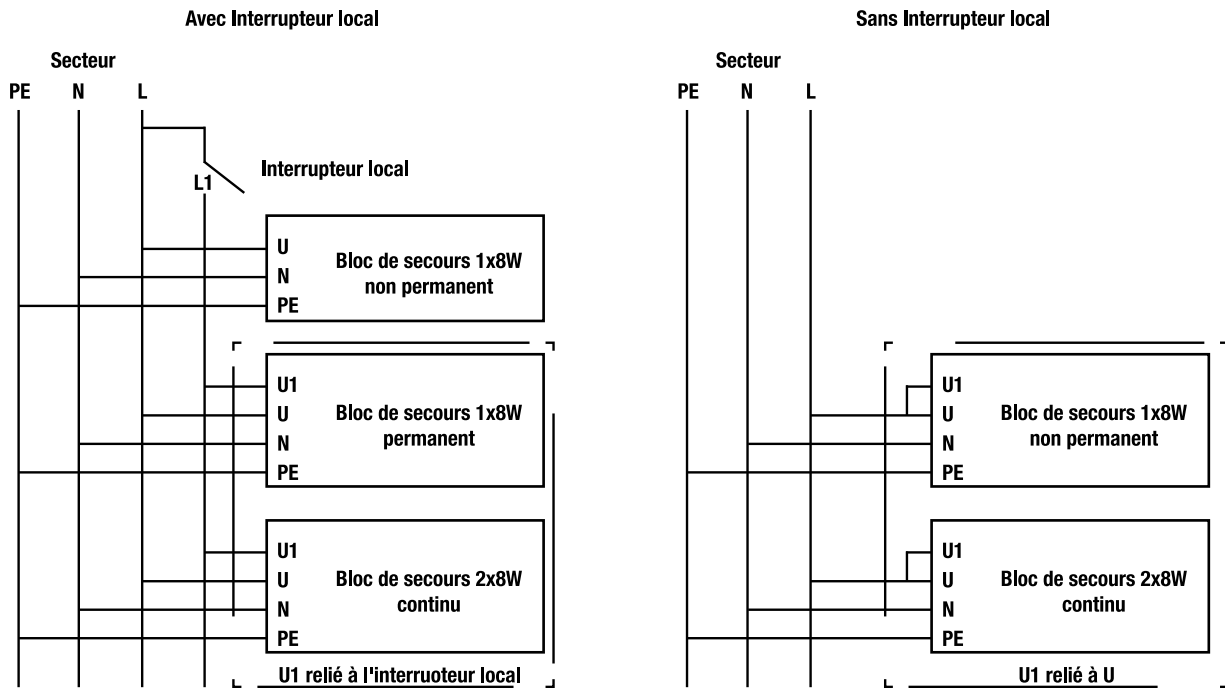 Avec Interrupteur local
Secteur
PE N L
Interrupteur local
L1
U
Bloc de secours 1x8W
N
non permanent
PE
U1
U
Bloc de secours 1x8W
permanent
N
PE
U1
U
Bloc de secours 2x8W
continu
N
PE
U1 relié à l'interruoteur local
Sans Interrupteur local
Secteur
PE N L
U1
U
Bloc de secours 1x8W
non permanent
N
PE
U1
U
Bloc de secours 2x8W
continu
N
PE
U1 relié à U